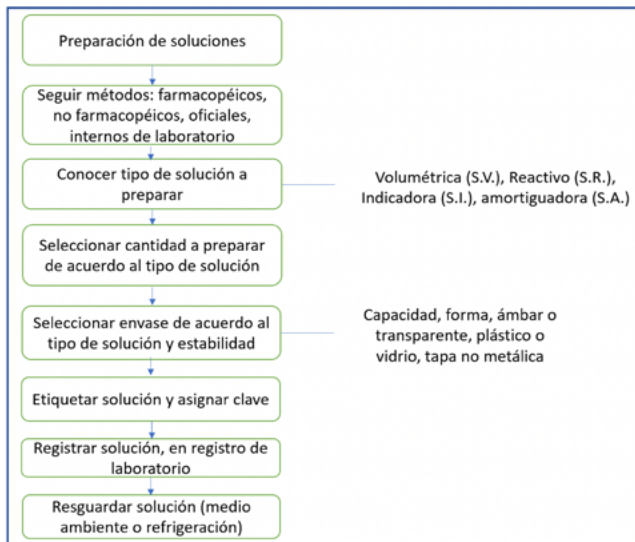 Preparación de soluciones
Seguir métodos: farmacopéicos,
no farmacopéicos, oficiales,
internos de laboratorio
Conocer tipo de solución a
preparar
Volumétrica (S.V.), Reactivo (S.R.),
Indicadora (S.I.), amortiguadora (S.A.)
Seleccionar cantidad a preparar
de acuerdo al tipo de solución
Seleccionar envase de acuerdo al
tipo de solución y estabilidad
Capacidad, forma, ámbar o
transparente, plástico o
vidrio, tapa no metálica
Etiquetar solución y asignar clave
Registrar solución, en registro de
laboratorio
Resguardar solución (medio
ambiente o refrigeración)